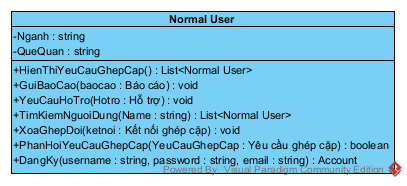 Normal User
-Nganh : string
-QueQuan : string
+HienThiYeuCauGhepCap() : List<Normal User>
+GuiBaoCao(baocao : Báo cáo) : void
+YeuCauHoTro(Hotro : Hỗ trợ) : void
+TimKiemNguoiDung(Name : string) : List<Normal User>
+XoaGhepDoi(ketnoi : Kết nối ghép cặp) : void
+PhanHoiYeuCauGhepCap(YeuCauGhepCap : Yêu cầu ghép cặp) : boolean
+DangKy(username : string, password : string, email : string) : Account
Powered By Visual Paradigm Community Edition